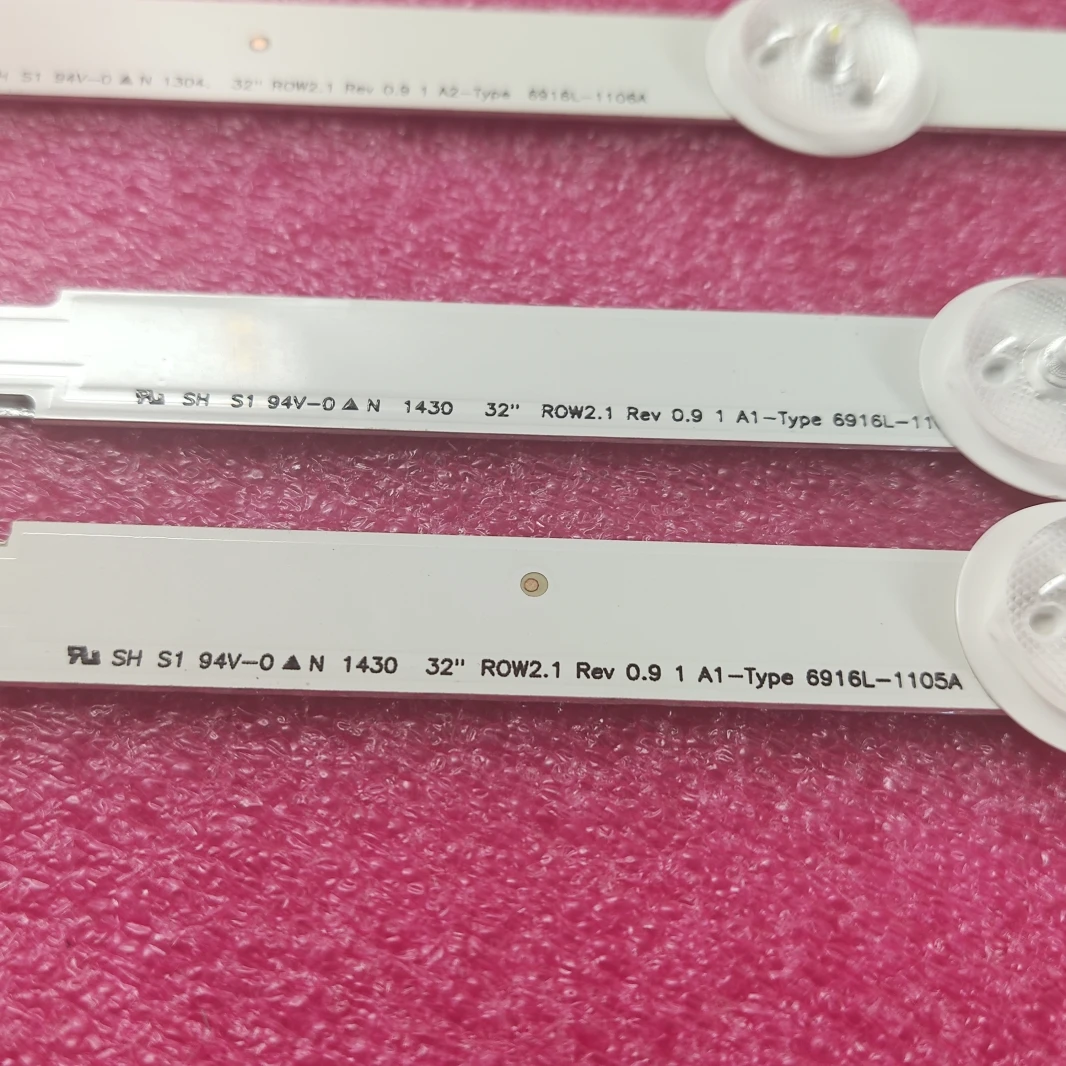 S1 94V-0 ▲ N 1304 32" ROW2.1 Rev 0.9 1 A2-Type 6916L-1106A
SH S1 94V-0 ▲ N 1430 32" ROW2.1 Rev 0.9 1 A1-Type 6916L-11
SH S1 94V-0 ▲ N 1430 32" ROW2.1 Rev 0.9 1 A1-Type 6916L-1105A